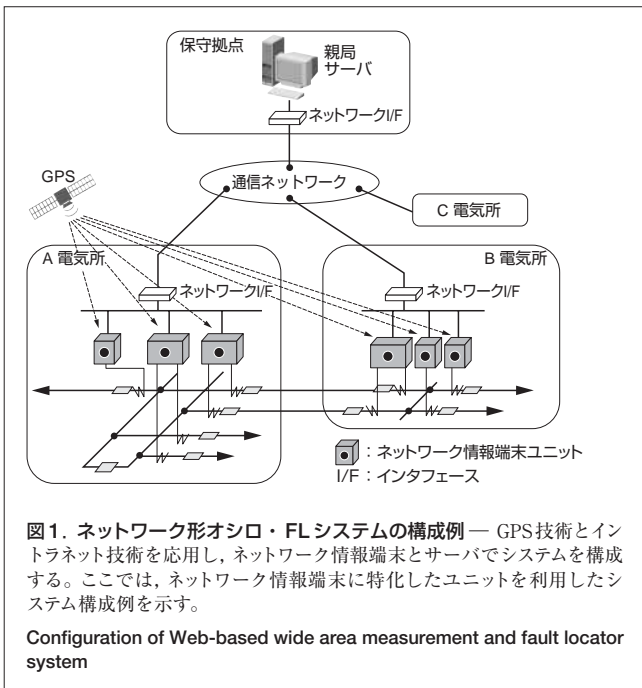 保守拠点
親局
サーバ
ネットワークI/F
GPS
通信ネットワーク
C 電気所
A 電気所
B 電気所
ネットワークI/F
ネットワークI/F
：ネットワーク情報端末ユニット
I/F：インタフェース
図1．ネットワーク形オシロ・FLシステムの構成例 ― GPS技術とイン
トラネット技術を応用し，ネットワーク情報端末とサーバでシステムを構成
する。ここでは，ネットワーク情報端末に特化したユニットを利用したシ
ステム構成例を示す。
Configuration of Web-based wide area measurement and fault locator
system